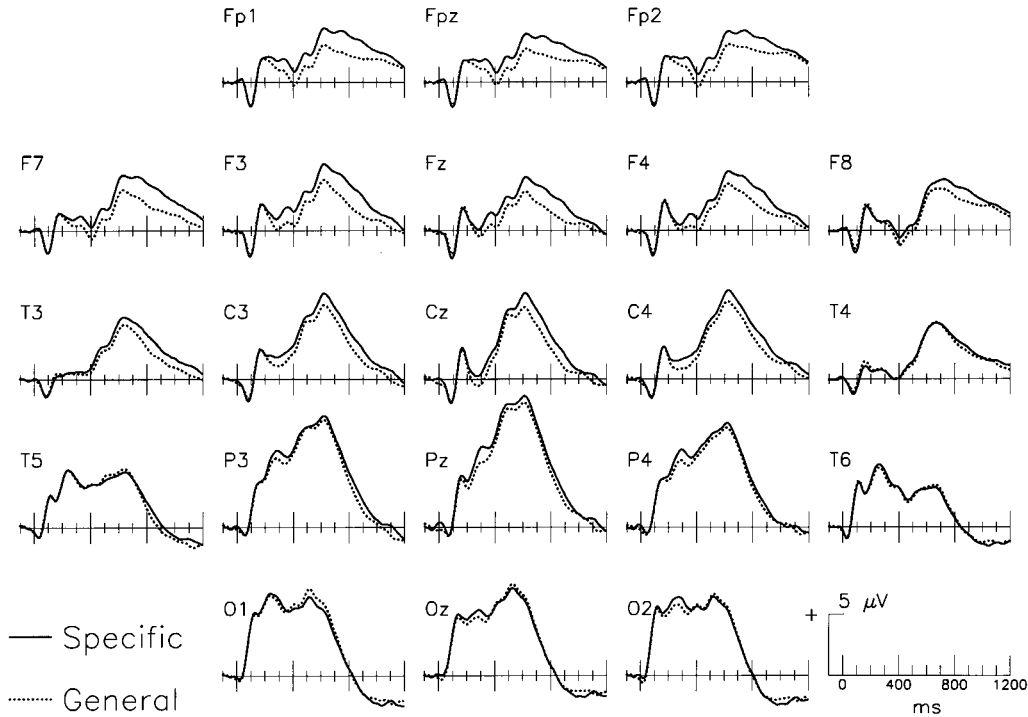 Fp1 Fpz Fp2
F7 F3 Fz F4 F8
T3 C3 Cz C4 T4
T5 P3 Pz P4 T6
O1 Oz O2
+ 5 μV
Specific
General
0 400 800 1200
ms